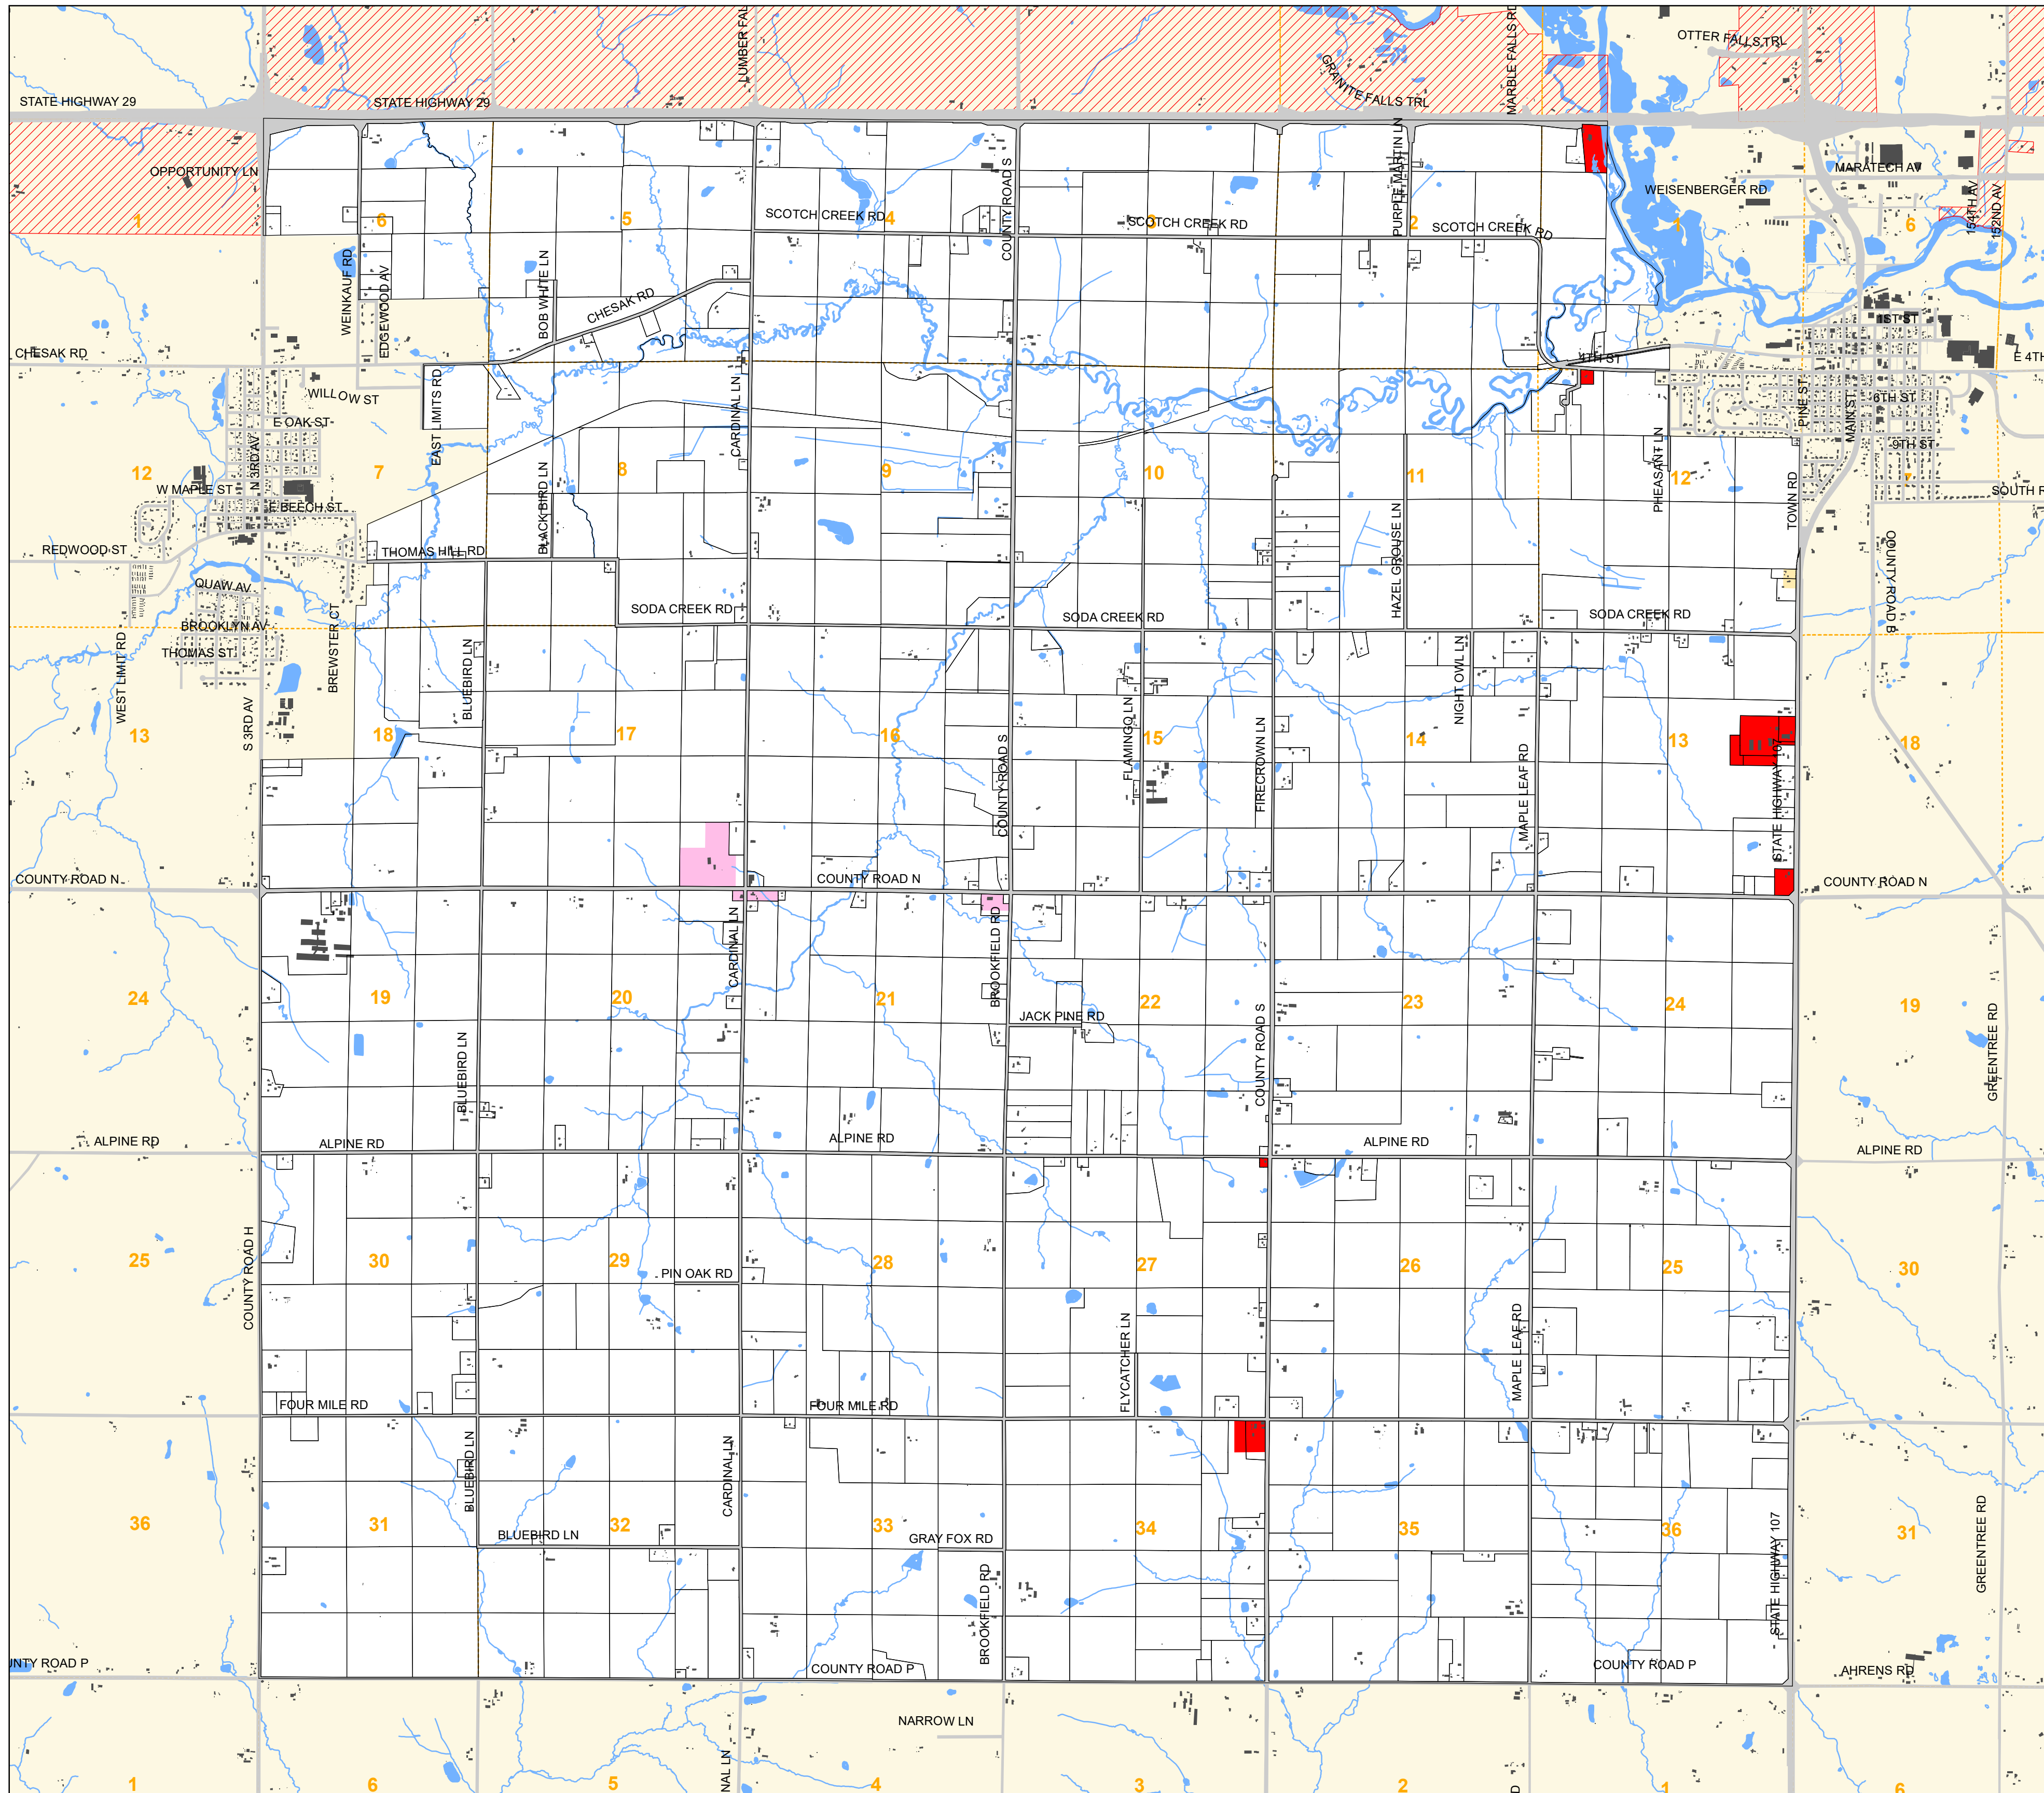 LUMBER FAL
MARBLE FALLS RD
OTTER FALLS TRL
GRANITE FALLS TRL
STATE HIGHWAY 29
STATE HIGHWAY 29
OPPORTUNITY LN
PURPLE MARTIN LN
COUNTY ROAD S
MARATECH AV
WEISENBERGER RD
154TH AV
152ND AV
1
6
5
SCOTCH CREEK RD
4
SCOTCH CREEK RD
3
2
SCOTCH CREEK RD
1
6
WEINKAUF RD
EDGEWOOD AV
BOB WHITE LN
CHESAK RD
1ST ST
CHESAK RD
4TH ST
E 4TH
WILLOW ST
EAST LIMITS RD
CARDINAL LN
PINE ST
MAIN ST
6TH ST
E OAK ST
N 3RD AV
9TH ST
12
7
8
9
10
11
PHEASANT LN
12
7
W MAPLE ST
E BEECH ST
BLACK BIRD LN
HAZEL GROUSE LN
TOWN RD
SOUTH R
REDWOOD ST
THOMAS HILL RD
COUNTY ROAD B
QUAW AV
SODA CREEK RD
SODA CREEK RD
SODA CREEK RD
BROOKLYN AV
BREWSTER CT
THOMAS ST
WEST LIMIT RD
BLUEBIRD LN
NIGHT OWL LN
S 3RD AV
13
18
17
16
15
14
13
18
COUNTY ROAD S
FLAMINGO LN
FIRECROWN LN
MAPLE LEAF RD
STATE HIGHWAY 107
COUNTY ROAD N
COUNTY ROAD N
COUNTY ROAD N
CARDINAL LN
BROOKFIELD RD
24
19
20
21
22
23
24
19
JACK PINE RD
BLUEBIRD LN
COUNTY ROAD S
GREENTREE RD
ALPINE RD
ALPINE RD
ALPINE RD
ALPINE RD
ALPINE RD
COUNTY ROAD H
25
30
29
28
27
26
25
30
PIN OAK RD
FLYCATCHER LN
MAPLE LEAF RD
FOUR MILE RD
FOUR MILE RD
BLUEBIRD LN
CARDINAL LN
36
31
32
33
34
35
36
31
BLUEBIRD LN
GRAY FOX RD
STATE HIGHWAY 107
GREENTREE RD
BROOKFIELD RD
UNTY ROAD P
COUNTY ROAD P
COUNTY ROAD P
AHRENS RD
NARROW LN
NAL LN
D
1
6
5
4
3
2
1
6